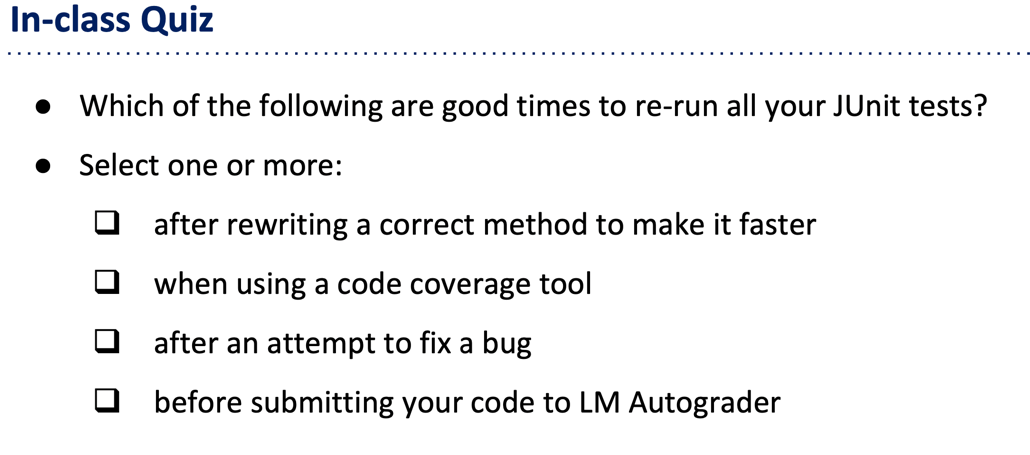 In-class Quiz
● Which of the following are good times to re-run all your JUnit tests?
● Select one or more:
❑ after rewriting a correct method to make it faster
❑ when using a code coverage tool
❑ after an attempt to fix a bug
❑ before submitting your code to LM Autograder